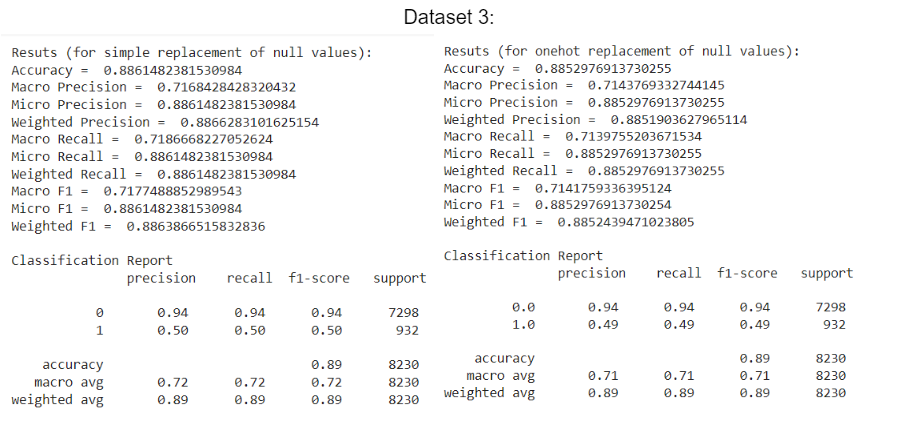 Dataset 3:
Resuts (for simple replacement of null values):
Accuracy =  0.8861482381530984
Macro Precision =  0.7168428428320432
Micro Precision =  0.8861482381530984
Weighted Precision =  0.8866283101625154
Macro Recall =  0.7186668227052624
Micro Recall =  0.8861482381530984
Weighted Recall =  0.8861482381530984
Macro F1 =  0.7177488852989543
Micro F1 =  0.8861482381530984
Weighted F1 =  0.8863866515832836
Classification Report
precision recall f1-score support
0 0.94 0.94 0.94 7298
1 0.50 0.50 0.50 932
accuracy 0.89 8230
macro avg 0.72 0.72 0.72 8230
weighted avg 0.89 0.89 0.89 8230
Resuts (for onehot replacement of null values):
Accuracy =  0.8852976913730255
Macro Precision =  0.7143769332744145
Micro Precision =  0.8852976913730255
Weighted Precision =  0.8851903627965114
Macro Recall =  0.7139755203671534
Micro Recall =  0.8852976913730255
Weighted Recall =  0.8852976913730255
Macro F1 =  0.7141759336395124
Micro F1 =  0.8852976913730254
Weighted F1 =  0.8852439471023805
Classification Report
precision recall f1-score support
0.0 0.94 0.94 0.94 7298
1.0 0.49 0.49 0.49 932
accuracy 0.89 8230
macro avg 0.71 0.71 0.71 8230
weighted avg 0.89 0.89 0.89 8230